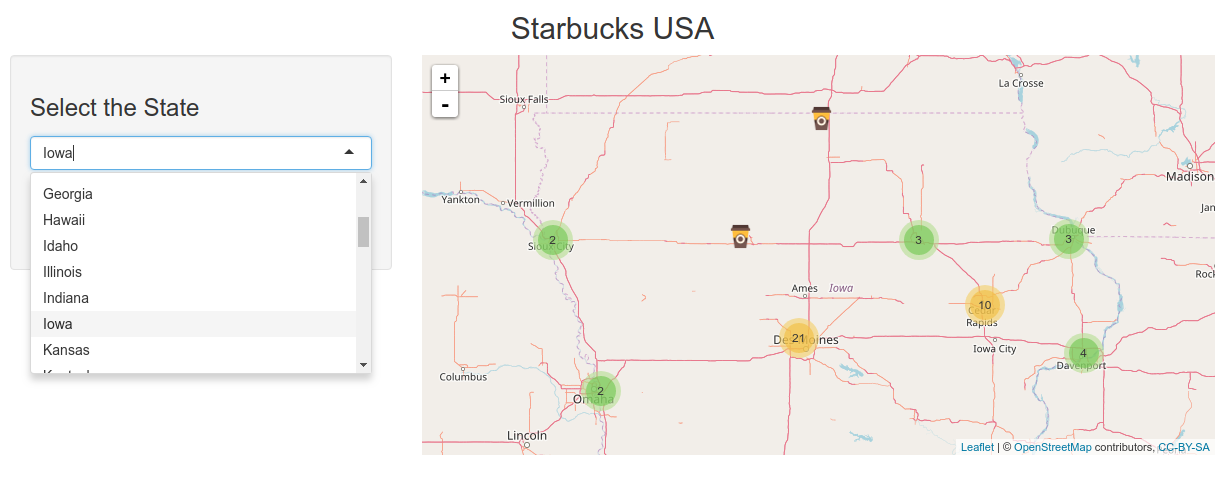 Starbucks USA
Select the State
Iowa
Georgia
Hawaii
Idaho
Illinois
Indiana
Iowa
Kansas
+
-
La Crosse
Sioux Falls
Madison
Yankton
Vermillion
Jan
2
Sioux City
3
Dubuque
3
Rock
Ames
Iowa
10
Cedar
Rapids
21
Des Moines
Iowa City
4
Davenport
Columbus
2
Omaha
Lincoln
Leaflet | © OpenStreetMap contributors, CC-BY-SA